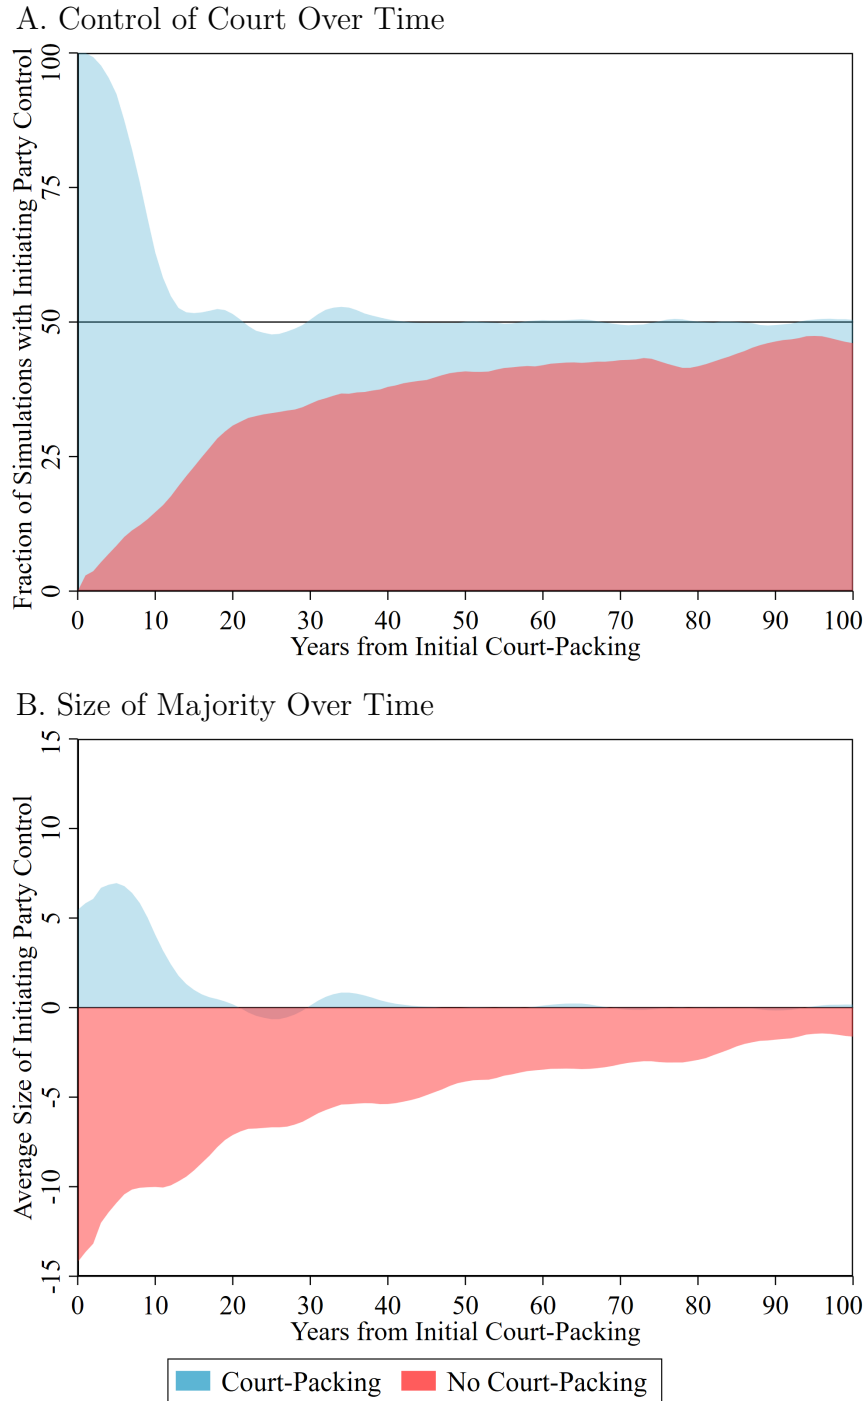 A. Control of Court Over Time
Fraction of Simulations with Initiating Party Control
100
75
50
25
0
0 10 20 30 40 50 60 70 80 90 100
Years from Initial Court-Packing
B. Size of Majority Over Time
Average Size of Initiating Party Control
15
10
5
0
-5
-10
-15
0 10 20 30 40 50 60 70 80 90 100
Years from Initial Court-Packing
Court-Packing No Court-Packing